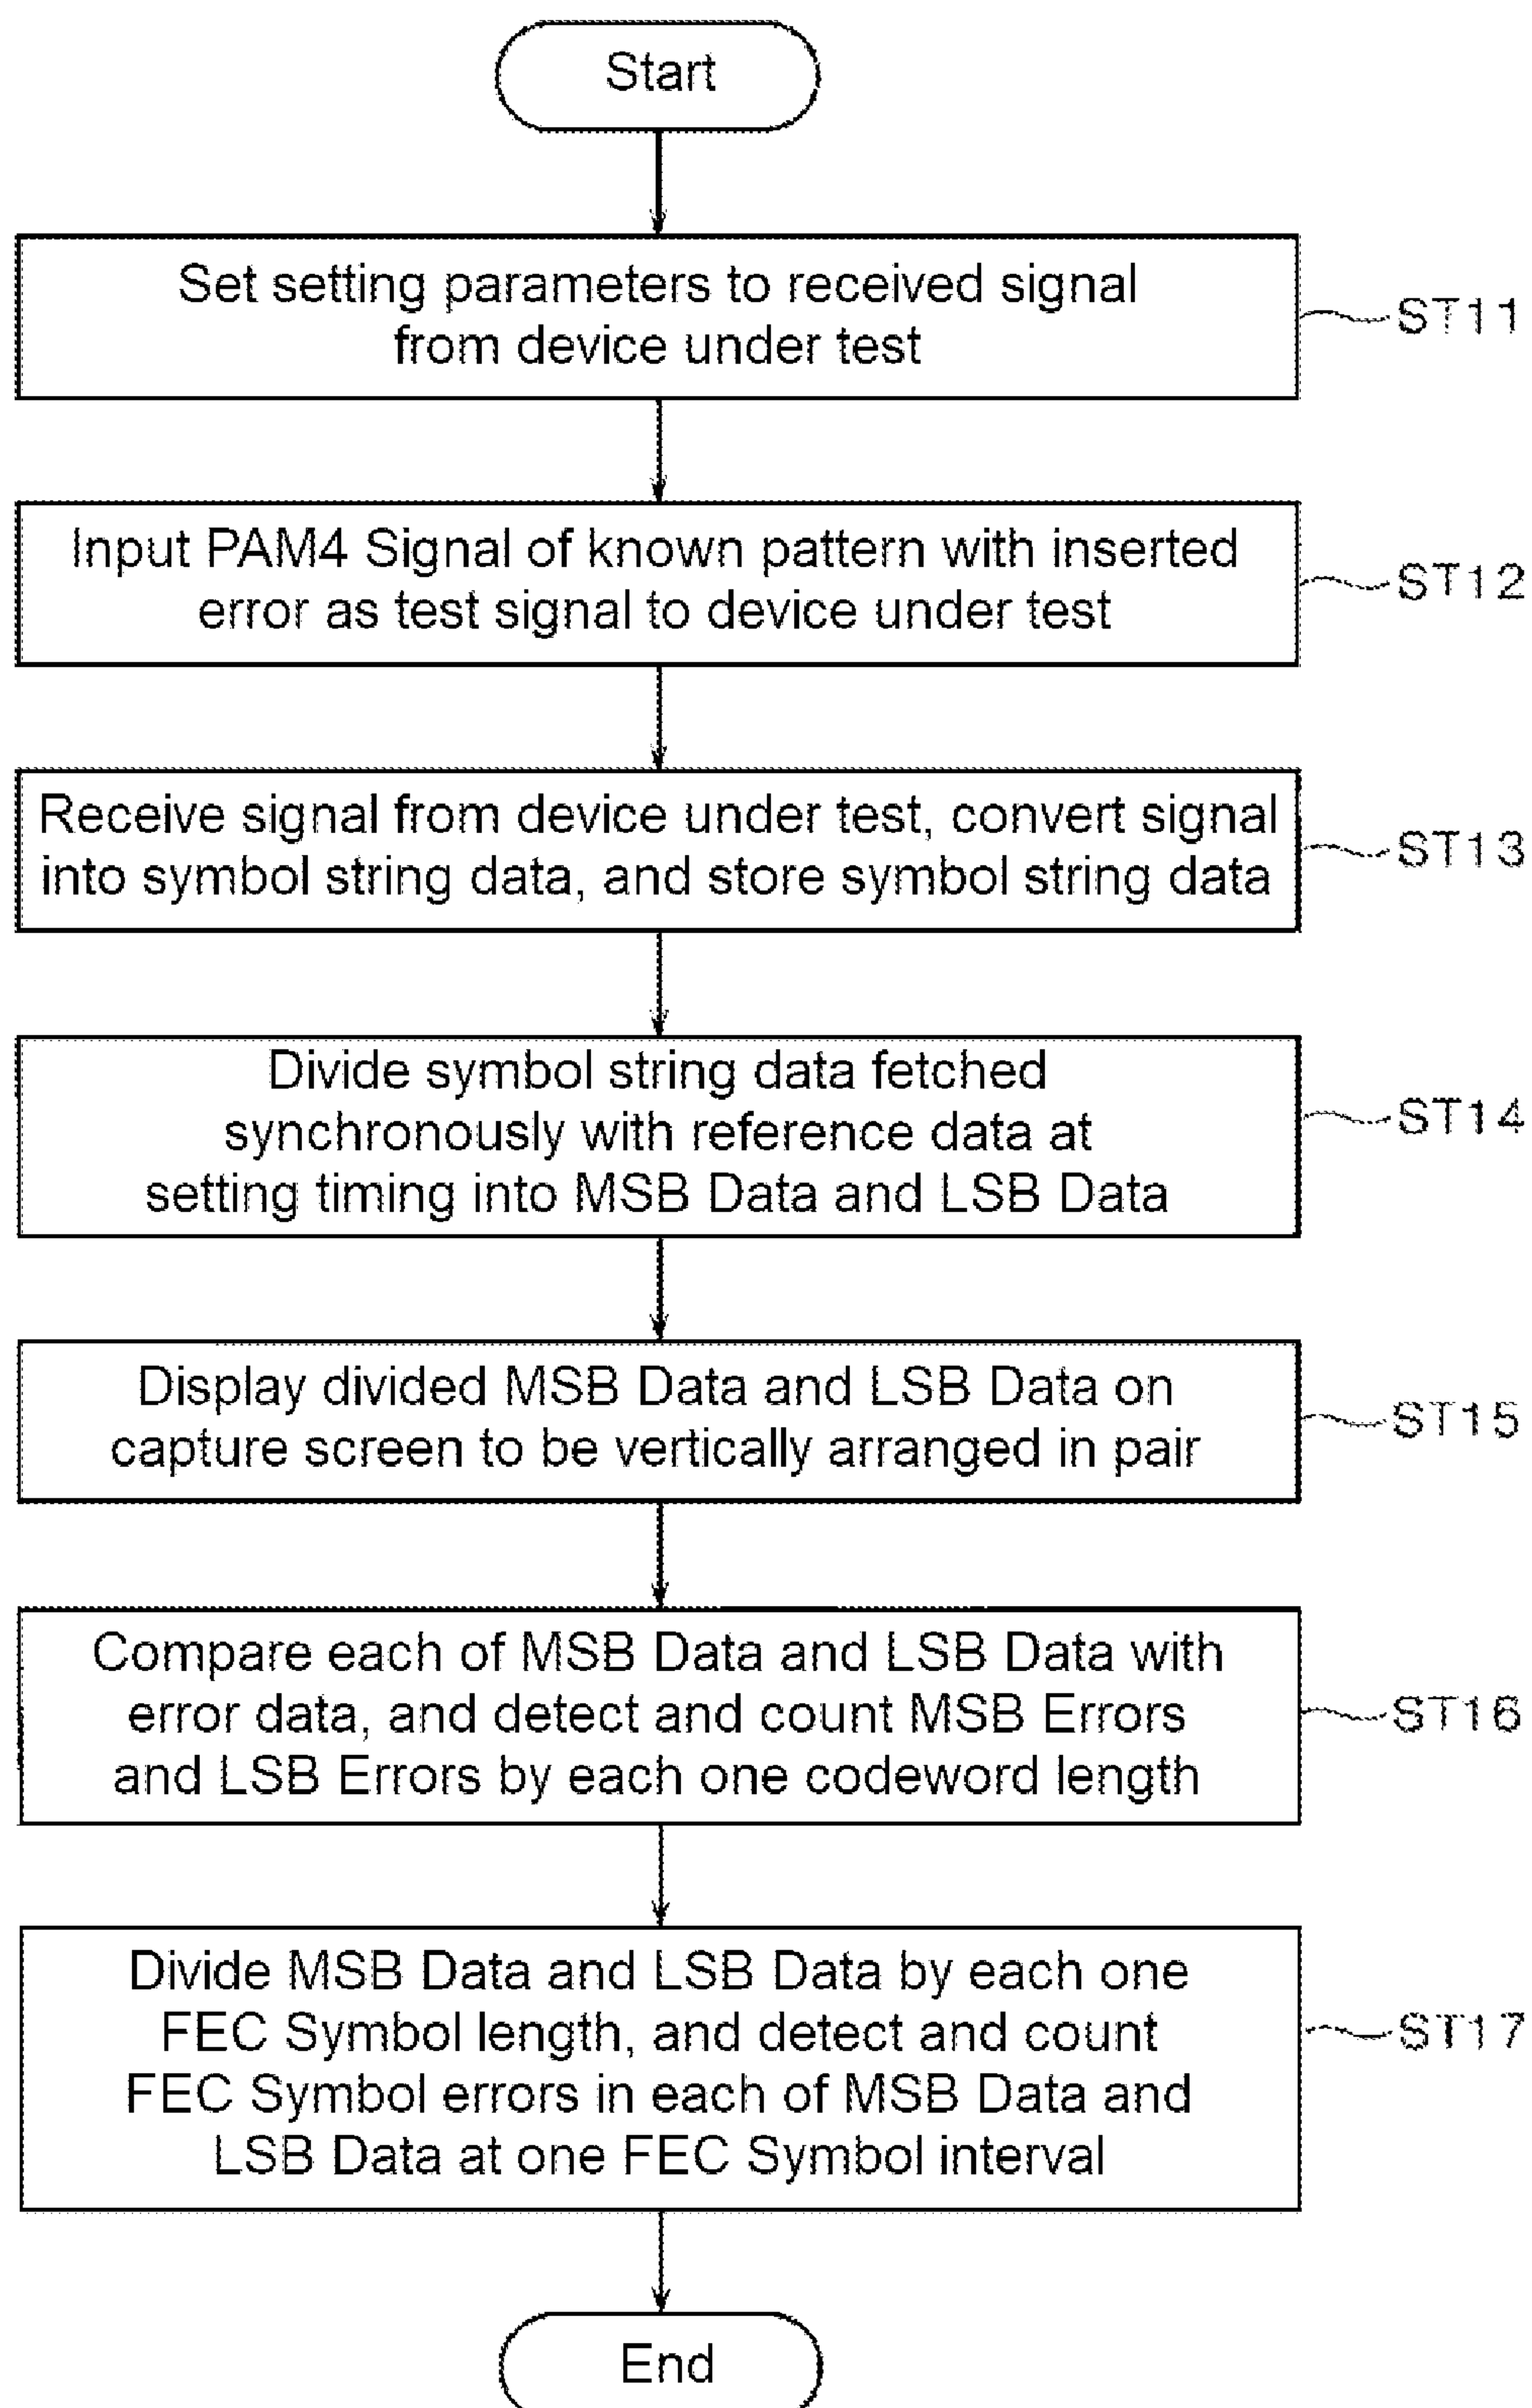 Start
Set setting parameters to received signal
from device under test
ST11
Input PAM4 Signal of known pattern with inserted
error as test signal to device under test
ST12
Receive signal from device under test, convert signal
into symbol string data, and store symbol string data
ST13
Divide symbol string data fetched
synchronously with reference data at
setting timing into MSB Data and LSB Data
ST14
Display divided MSB Data and LSB Data on
capture screen to be vertically arranged in pair
ST15
Compare each of MSB Data and LSB Data with
error data, and detect and count MSB Errors
and LSB Errors by each one codeword length
ST16
Divide MSB Data and LSB Data by each one
FEC Symbol length, and detect and count
FEC Symbol errors in each of MSB Data and
LSB Data at one FEC Symbol interval
ST17
End